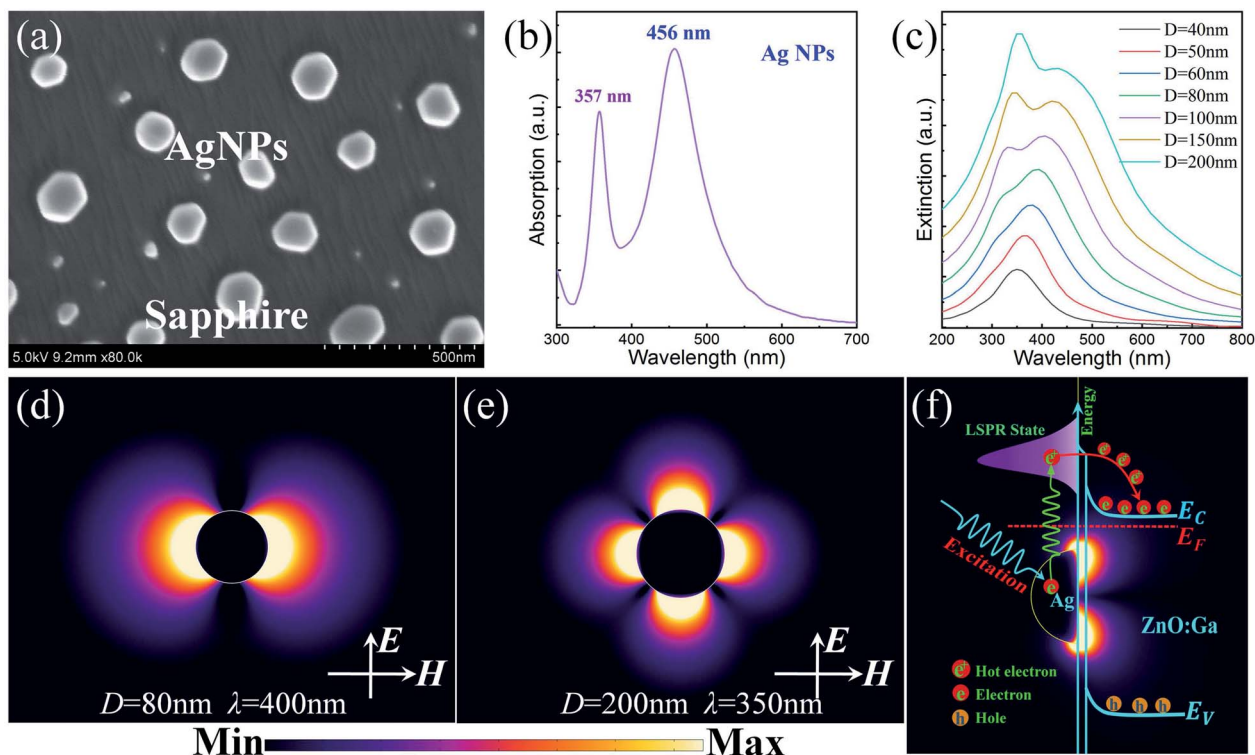 (a)
AgNPs
Sapphire
5.0kV 9.2mm x80.0k 500nm
(b)
456 nm
Ag NPs
357 nm
Absorption (a.u.)
300 400 500 600 700
Wavelength (nm)
(c)
D=40nm
D=50nm
D=60nm
D=80nm
D=100nm
D=150nm
D=200nm
Extinction (a.u.)
200 300 400 500 600 700 800
Wavelength (nm)
(d)
E
H
D=80nm λ=400nm
(e)
E
H
D=200nm λ=350nm
Min Max
(f)
LSPR State
Energy
e e
e
e
e
e e e e
E_C
E_F
Excitation
e
Ag
ZnO:Ga
e Hot electron
e Electron
h Hole
h h h
E_V